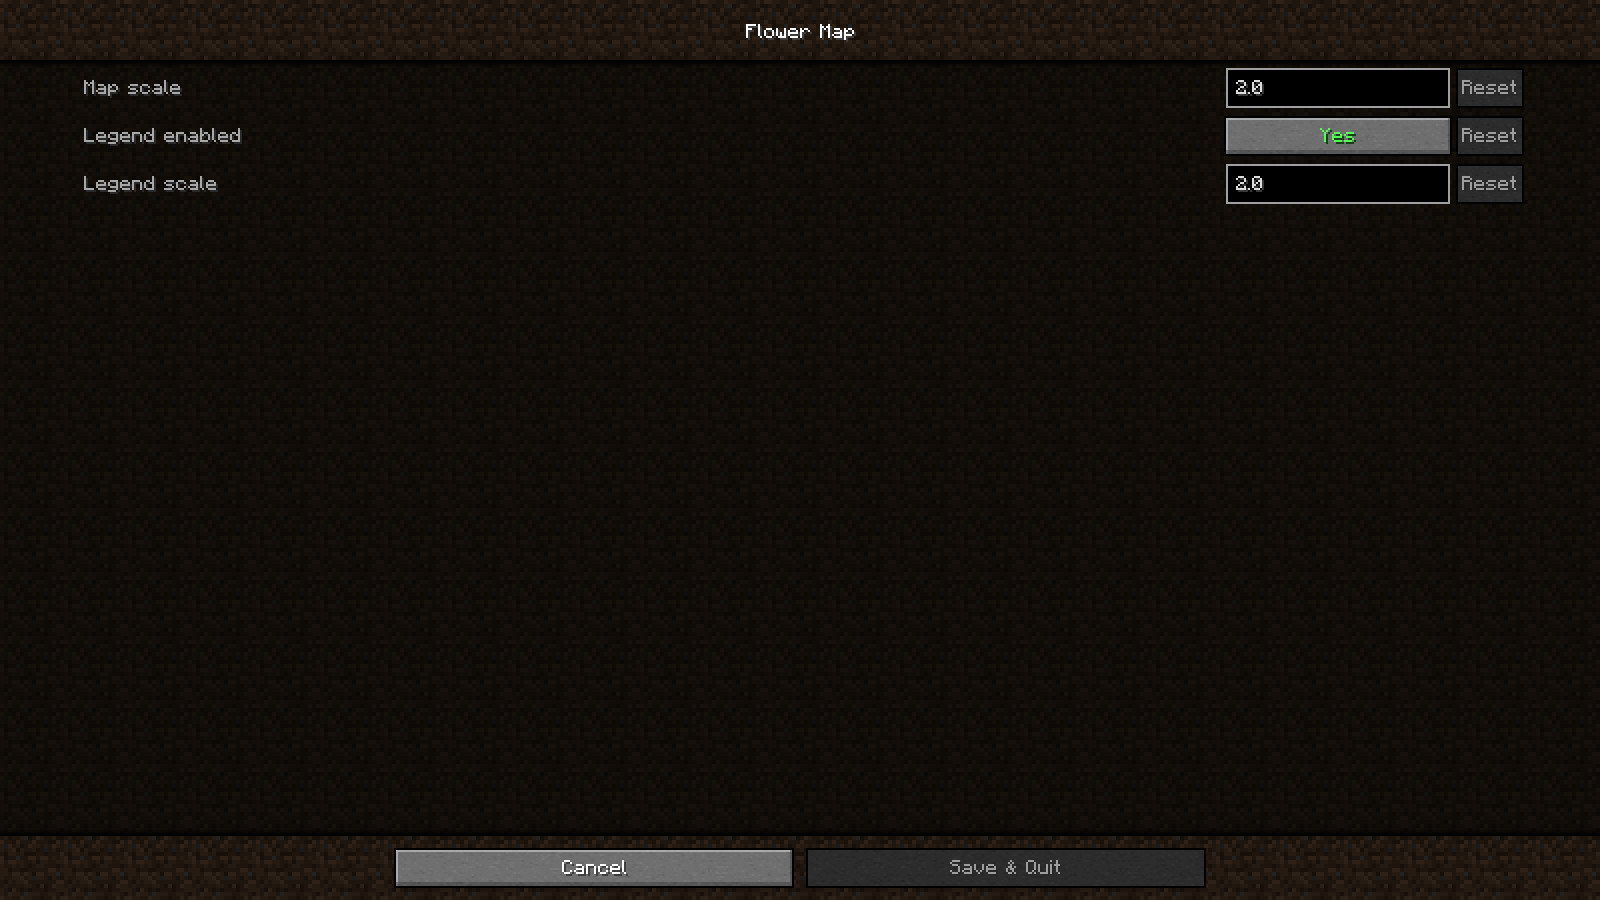 Flower Map
Map scale 2.0 Reset
Legend enabled Yes Reset
Legend scale 2.0 Reset
Cancel Save & Quit